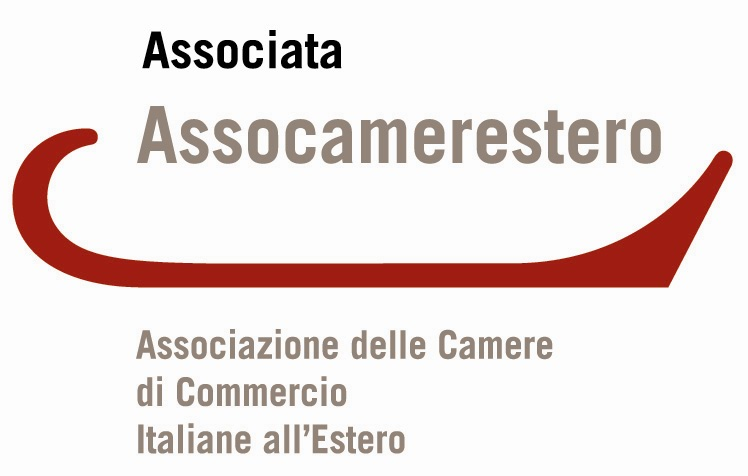 Associata
Assocamerestero
Associazione delle Camere
di Commercio
Italiane all’Estero